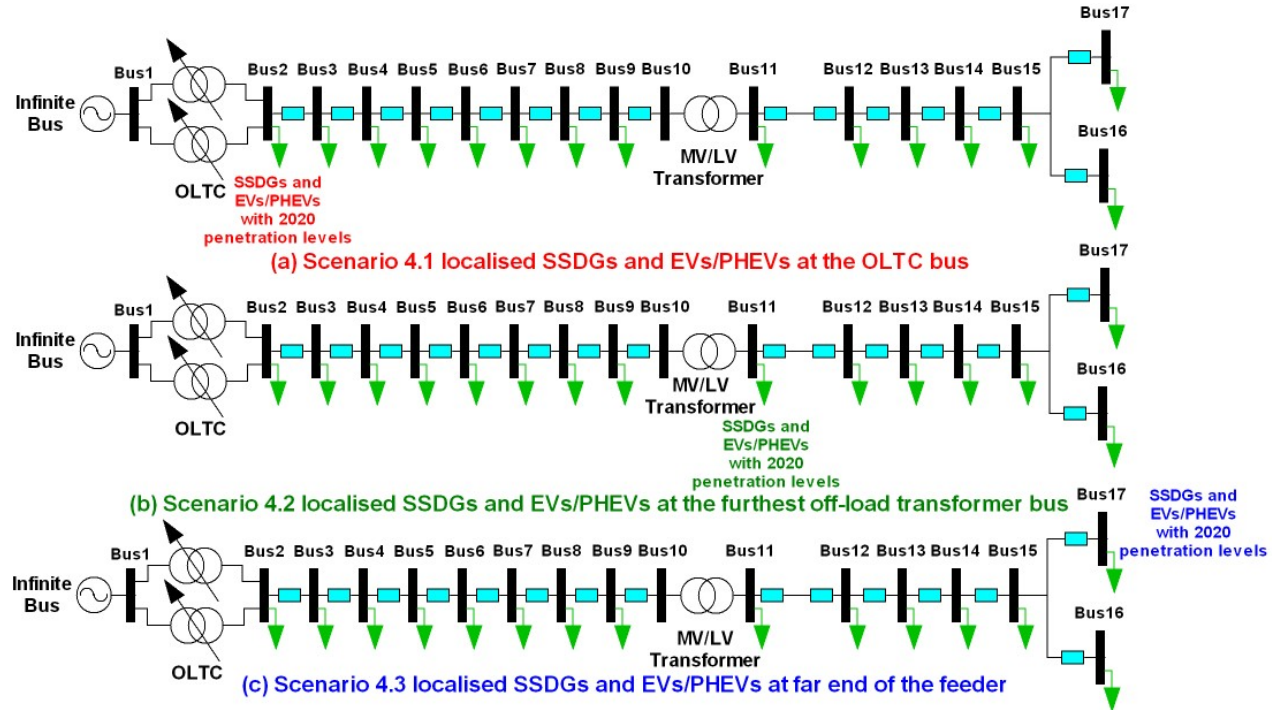 Bus17
Bus1 Bus2 Bus3 Bus4 Bus5 Bus6 Bus7 Bus8 Bus9 Bus10 Bus11 Bus12 Bus13 Bus14 Bus15
Infinite
Bus
Bus16
MV/LV
Transformer
OLTC
SSDGs and
EVs/PHEVs
with 2020
penetration levels
(a) Scenario 4.1 localised SSDGs and EVs/PHEVs at the OLTC bus
Bus17
Bus1 Bus2 Bus3 Bus4 Bus5 Bus6 Bus7 Bus8 Bus9 Bus10 Bus11 Bus12 Bus13 Bus14 Bus15
Infinite
Bus
Bus16
MV/LV
Transformer
OLTC
SSDGs and
EVs/PHEVs
with 2020
penetration levels
(b) Scenario 4.2 localised SSDGs and EVs/PHEVs at the furthest off-load transformer bus
Bus17
SSDGs and
EVs/PHEVs
with 2020
penetration levels
Bus1 Bus2 Bus3 Bus4 Bus5 Bus6 Bus7 Bus8 Bus9 Bus10 Bus11 Bus12 Bus13 Bus14 Bus15
Infinite
Bus
Bus16
MV/LV
Transformer
OLTC
(c) Scenario 4.3 localised SSDGs and EVs/PHEVs at far end of the feeder